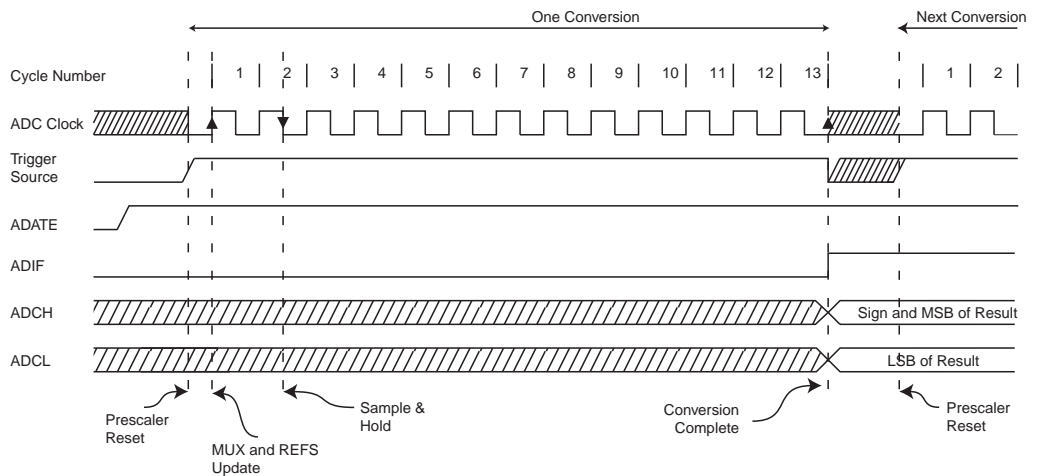 One Conversion
Next Conversion
Cycle Number
1 2 3 4 5 6 7 8 9 10 11 12 13 1 2
ADC Clock
Trigger
Source
ADATE
ADIF
ADCH
Sign and MSB of Result
ADCL
LSB of Result
Prescaler
Reset
MUX and REFS
Update
Sample &
Hold
Conversion
Complete
Prescaler
Reset